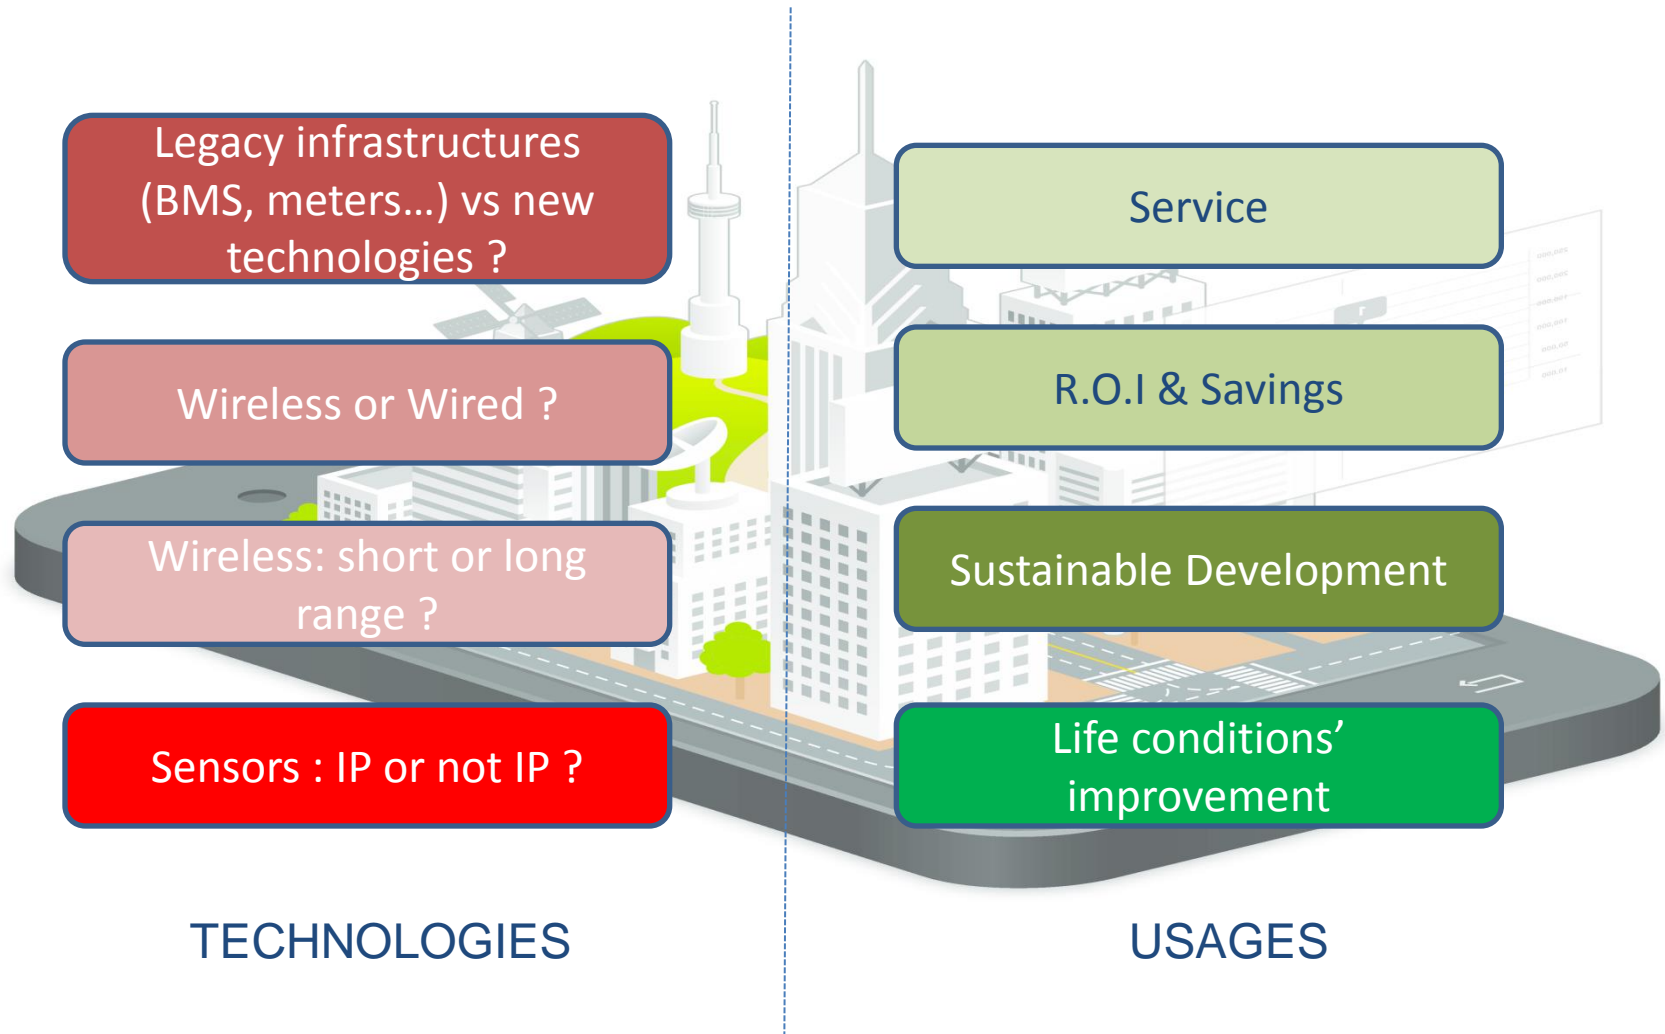 Legacy infrastructures
(BMS, meters…) vs new
technologies ?
Wireless or Wired ?
Wireless: short or long
range ?
Sensors : IP or not IP ?
TECHNOLOGIES
Service
R.O.I & Savings
Sustainable Development
Life conditions’
improvement
USAGES